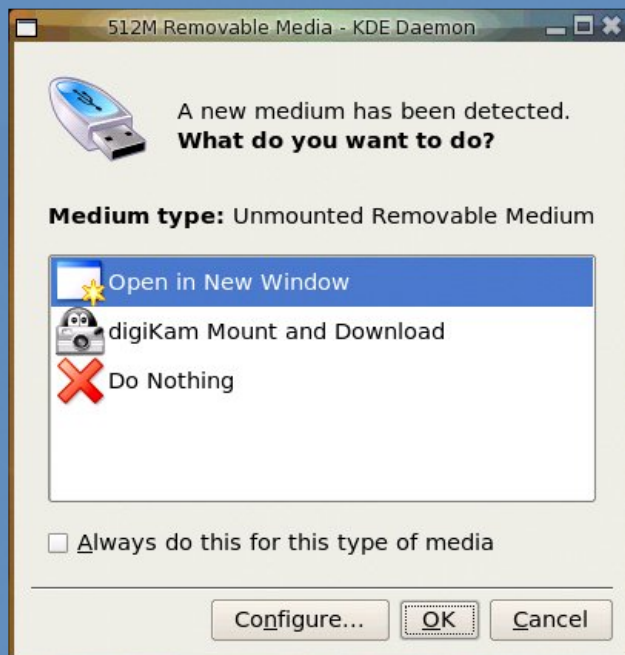 512M Removable Media - KDE Daemon
A new medium has been detected.
What do you want to do?
Medium type: Unmounted Removable Medium
Open in New Window
digiKam Mount and Download
Do Nothing
Always do this for this type of media
Configure...
OK
Cancel